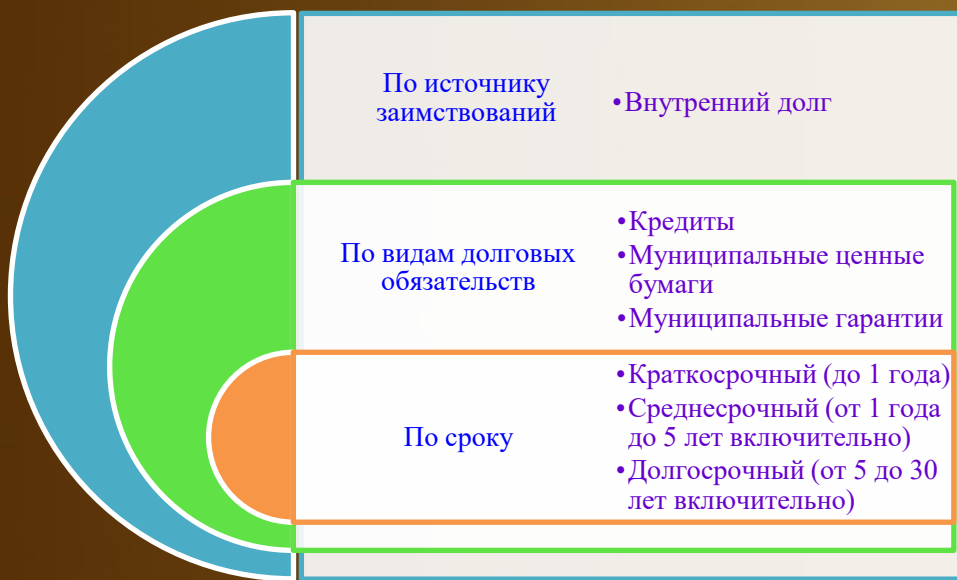 По источнику
заимствований
•Внутренний долг
По видам долговых
обязательств
•Кредиты
•Муниципальные ценные
бумаги
•Муниципальные гарантии
По сроку
•Краткосрочный (до 1 года)
•Среднесрочный (от 1 года
до 5 лет включительно)
•Долгосрочный (от 5 до 30
лет включительно)